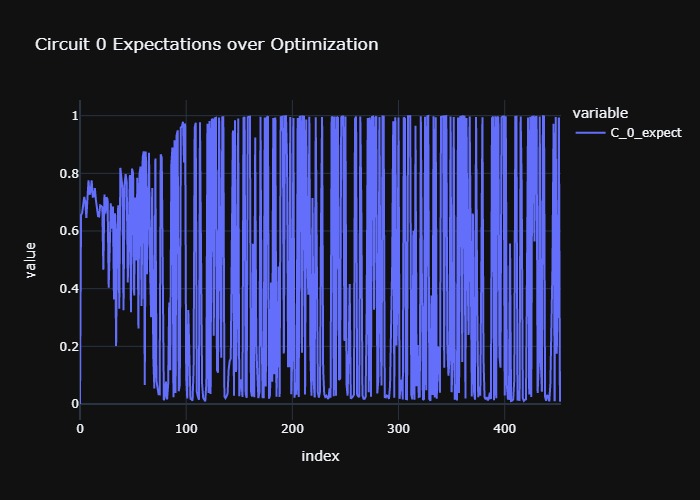 Circuit 0 Expectations over Optimization
variable
C_0_expect
value
1
0.8
0.6
0.4
0.2
0
0
100
200
300
400
index